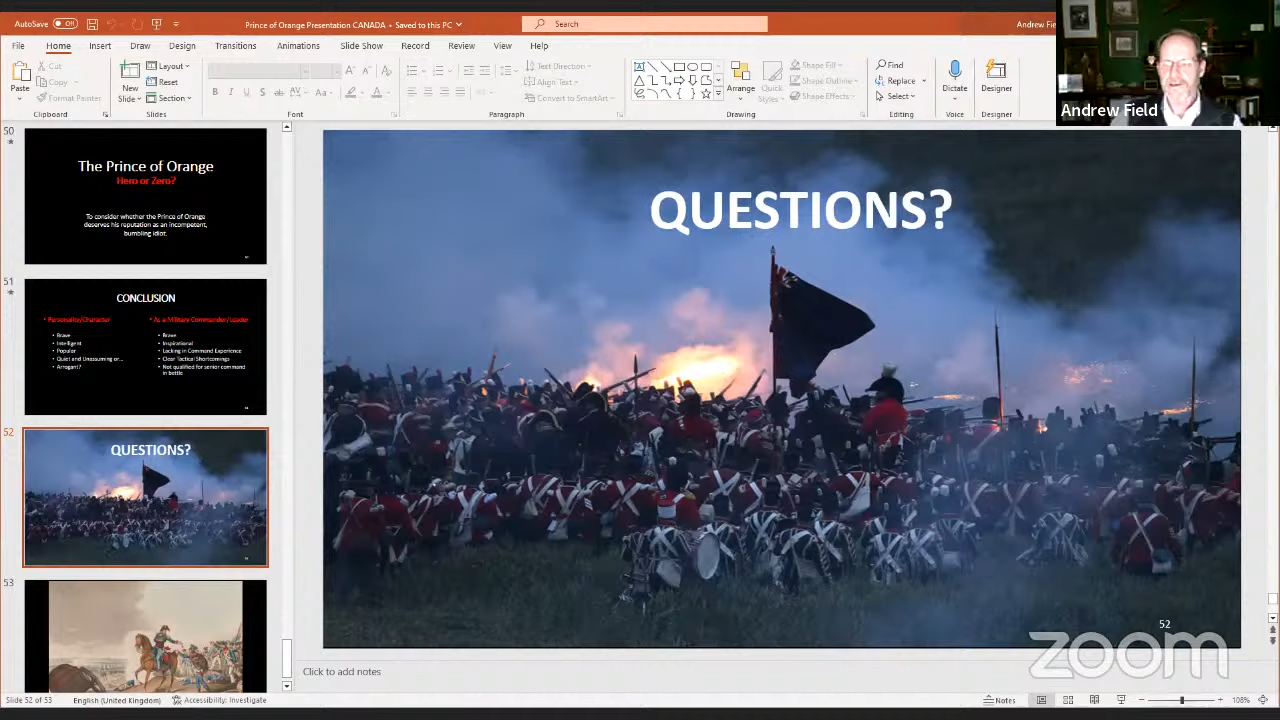 AutoSave Off Prince of Orange Presentation CANADA • Saved to this PC Search Andrew Fie
File Home Insert Draw Design Transitions Animations Slide Show Record Review View Help
Paste
Cut
Copy
Format Painter
Clipboard
New
Slide
Layout
Reset
Section
Slides
Font
Text Direction
Align Text
Convert to SmartArt
Paragraph
Arrange
Quick
Styles
Shape Fill
Shape Outline
Shape Effects
Drawing
Find
Replace
Select
Editing
Dictate
Voice
Designer
Designer
Andrew Field
50
The Prince of Orange
Hero or Zero?
To consider whether the Prince of Orange
deserves his reputation as an incompetent,
bumbling idiot.
51
CONCLUSION
• Personality/Character
• Brave
• Intelligent
• Popular
• Quiet and Unassuming or...
• Arrogant?
• As a Military Commander/Leader
• Brave
• Inspirational
• Lacking in Command Experience
• Clear Tactical Shortcomings
• Not qualified for senior command
in battle
52
QUESTIONS?
53
QUESTIONS?
52
zoom
Click to add notes
Slide 52 of 53 English (United Kingdom) Accessibility: Investigate Notes 108%